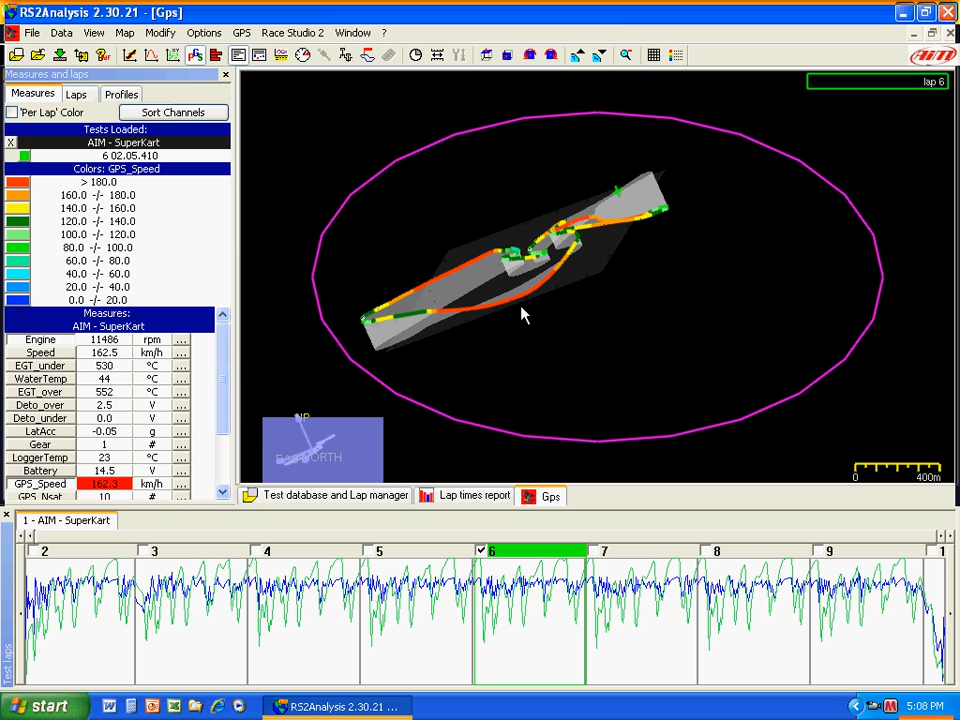 RS2Analysis 2.30.21 - [Gps]
File Data View Map Modify Options GPS Race Studio 2 Window ?
Measures and laps
Measures Laps Profiles
'Per Lap' Color Sort Channels
Tests Loaded:
X AIM - SuperKart
6 02.05.410
Colors: GPS_Speed
> 180.0
160.0 -/- 180.0
140.0 -/- 160.0
120.0 -/- 140.0
100.0 -/- 120.0
80.0 -/- 100.0
60.0 -/- 80.0
40.0 -/- 60.0
20.0 -/- 40.0
0.0 -/- 20.0
Measures:
AIM - SuperKart
Engine 11486 rpm ...
Speed 162.5 km/h ...
EGT_under 530 °C ...
WaterTemp 44 °C ...
EGT_over 552 °C ...
Deto_over 2.5 V ...
Deto_under 0.0 V ...
LatAcc -0.05 g ...
Gear 1 # ...
LoggerTemp 23 °C ...
Battery 14.5 V ...
GPS_Speed 162.3 km/h ...
GPS_Nsat 10 # ...
AIM
lap 6
UP
EAST NORTH
0 400m
Test database and Lap manager Lap times report Gps
1 - AIM - SuperKart
2 3 4 5 6 7 8 9 1
Test laps
start RS2Analysis 2.30.21 ... 5:08 PM